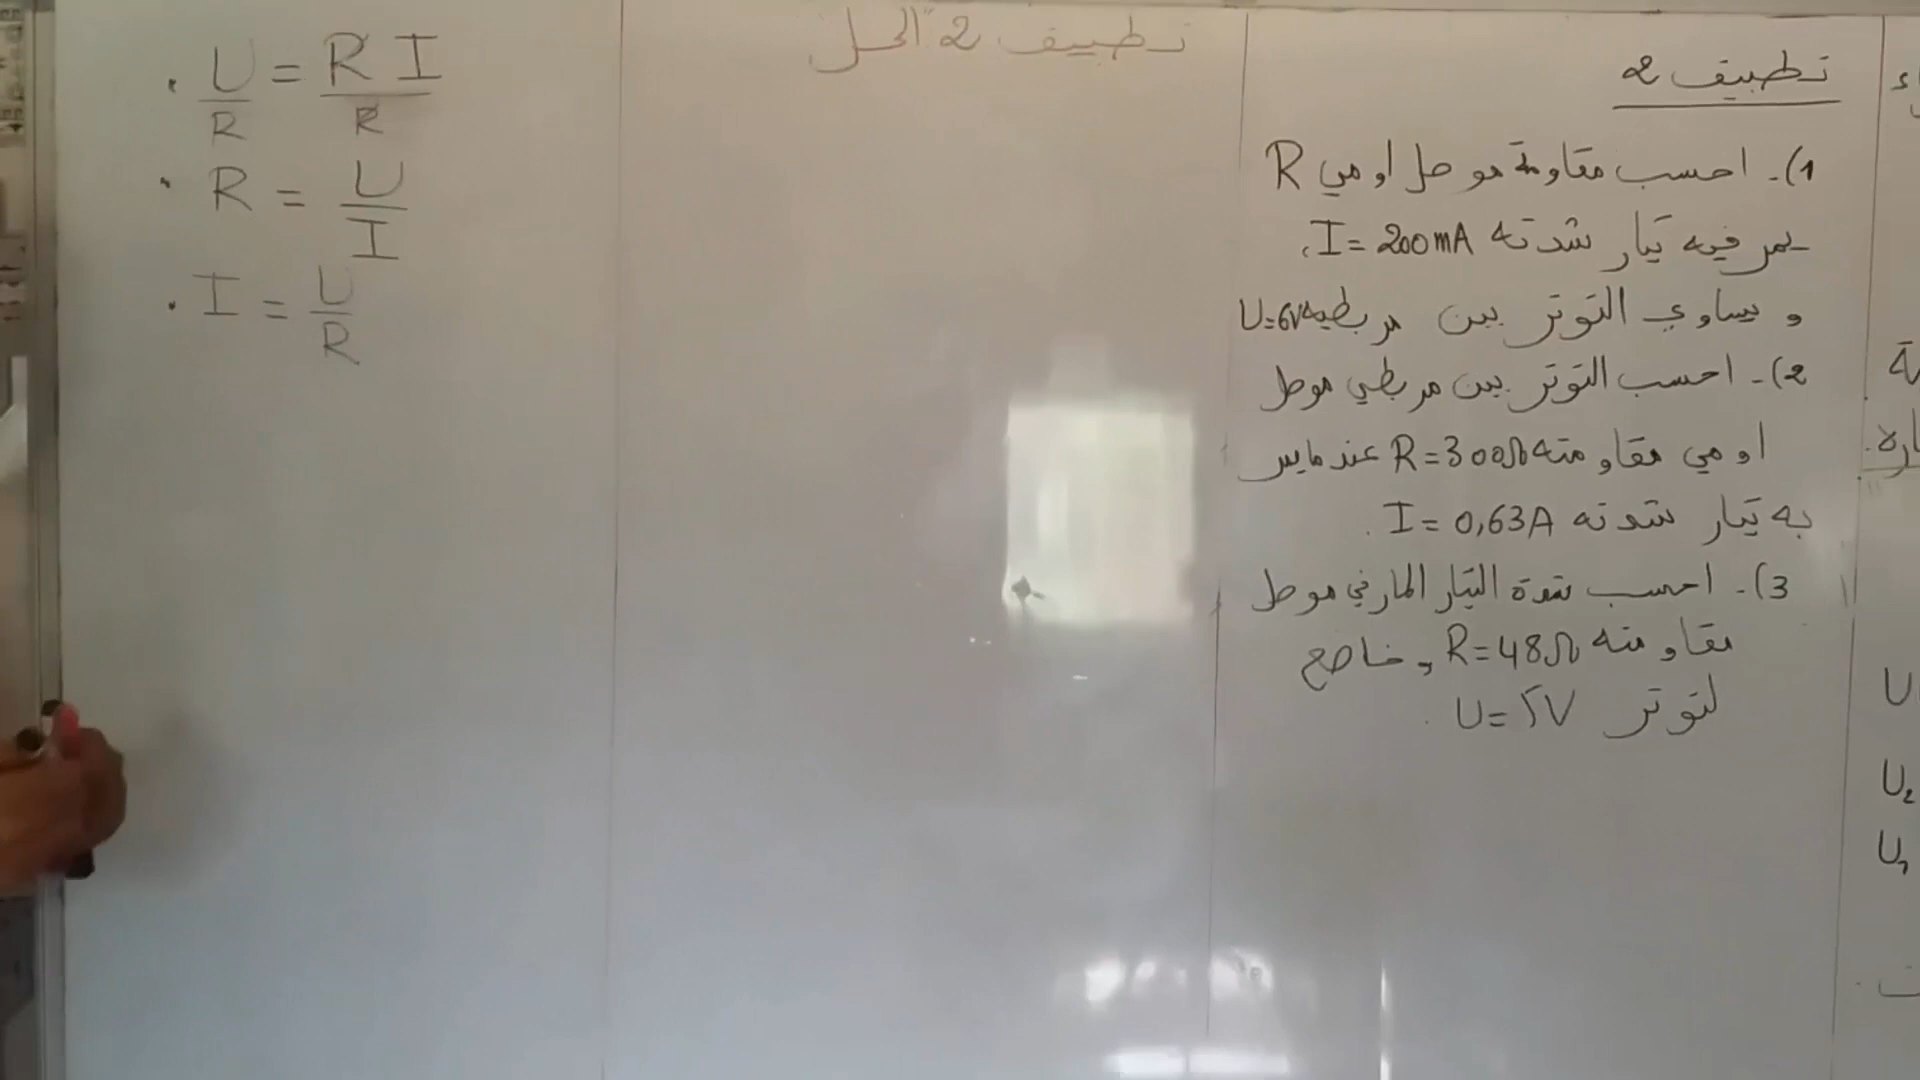 تطبيق 2
1)- احسب مقاومة موصل اومي R
يمر فيه تيار شدته I= 200mA،
و يساوي التوتر بين مربطيه U=6V
2)- احسب التوتر بين مربطي موصل
اومي مقاومته R=300Ω عندما يمر
به تيار شدته I= 0,63A.
3)- احسب شدة التيار المار في موصل
مقاومته R=48Ω و خاضع
لتوتر
تطبيق 2 "الحل
• U/R = R I/R
• R = U/I
• I = U/R
U
U₂
U₁